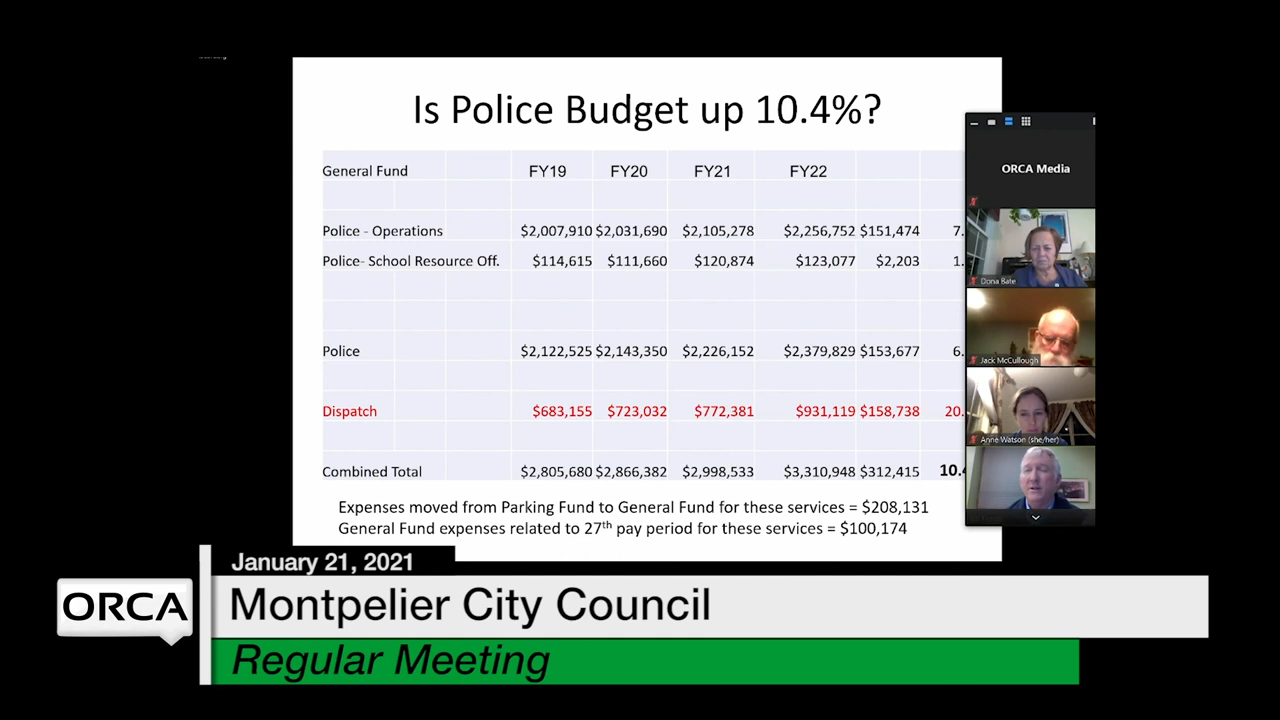 Is Police Budget up 10.4%?
General Fund FY19 FY20 FY21 FY22
Police - Operations $2,007,910 $2,031,690 $2,105,278 $2,256,752 $151,474 7.
Police- School Resource Off. $114,615 $111,660 $120,874 $123,077 $2,203 1.
Police $2,122,525 $2,143,350 $2,226,152 $2,379,829 $153,677 6.
Dispatch $683,155 $723,032 $772,381 $931,119 $158,738 20.
Combined Total $2,805,680 $2,866,382 $2,998,533 $3,310,948 $312,415 10.4
Expenses moved from Parking Fund to General Fund for these services = $208,131
General Fund expenses related to 27th pay period for these services = $100,174
ORCA Media
Dona Bate
Jack McCullough
Anne Watson (she/her)
January 21, 2021
ORCA
Montpelier City Council
Regular Meeting